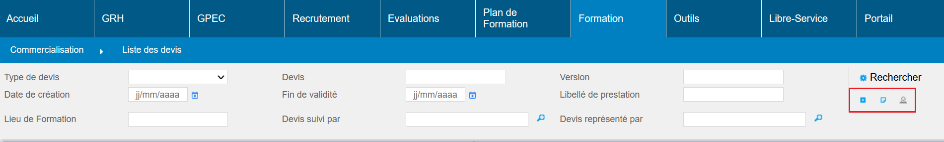 Accueil GRH GPEC Recrutement Evaluations Plan de Formation Formation Outils Libre-Service Portail
Commercialisation Liste des devis
Type de devis Devis Version Rechercher
Date de création jj/mm/aaaa Fin de validité jj/mm/aaaa Libellé de prestation
Lieu de Formation Devis suivi par Devis représenté par